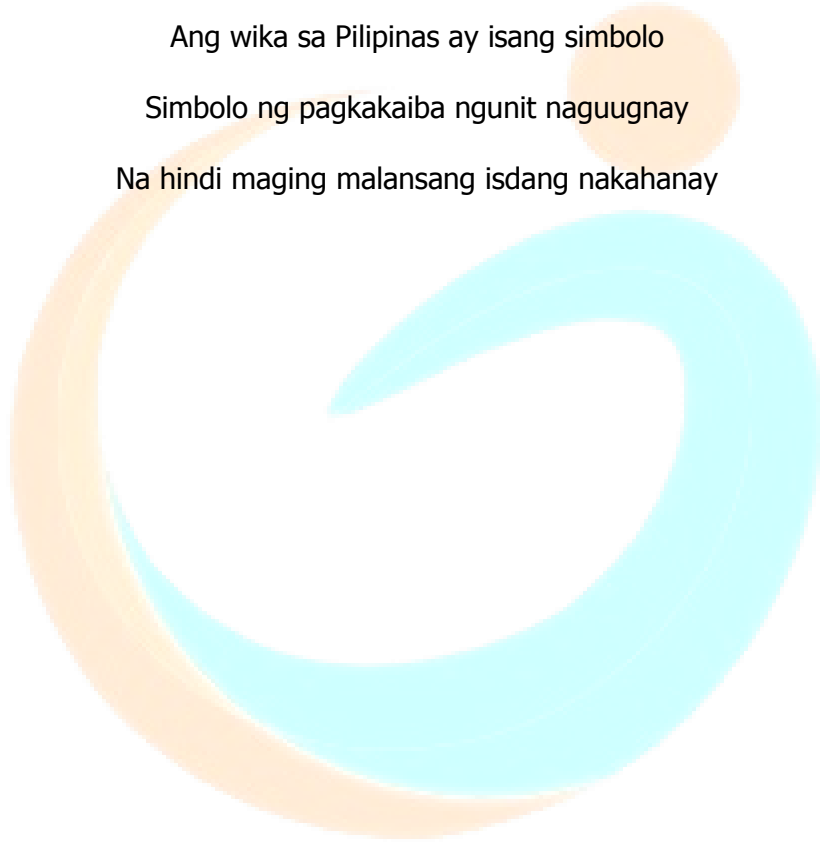 Ang wika sa Pilipinas ay isang simbolo
Simbolo ng pagkakaiba ngunit naguugnay
Na hindi maging malansang isdang nakahanay